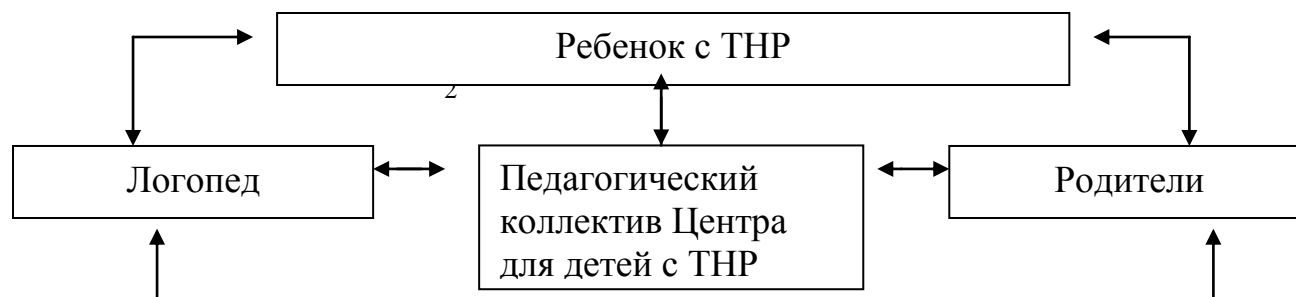 Ребенок с ТНР
2
Логопед
Педагогический
коллектив Центра
для детей с ТНР
Родители